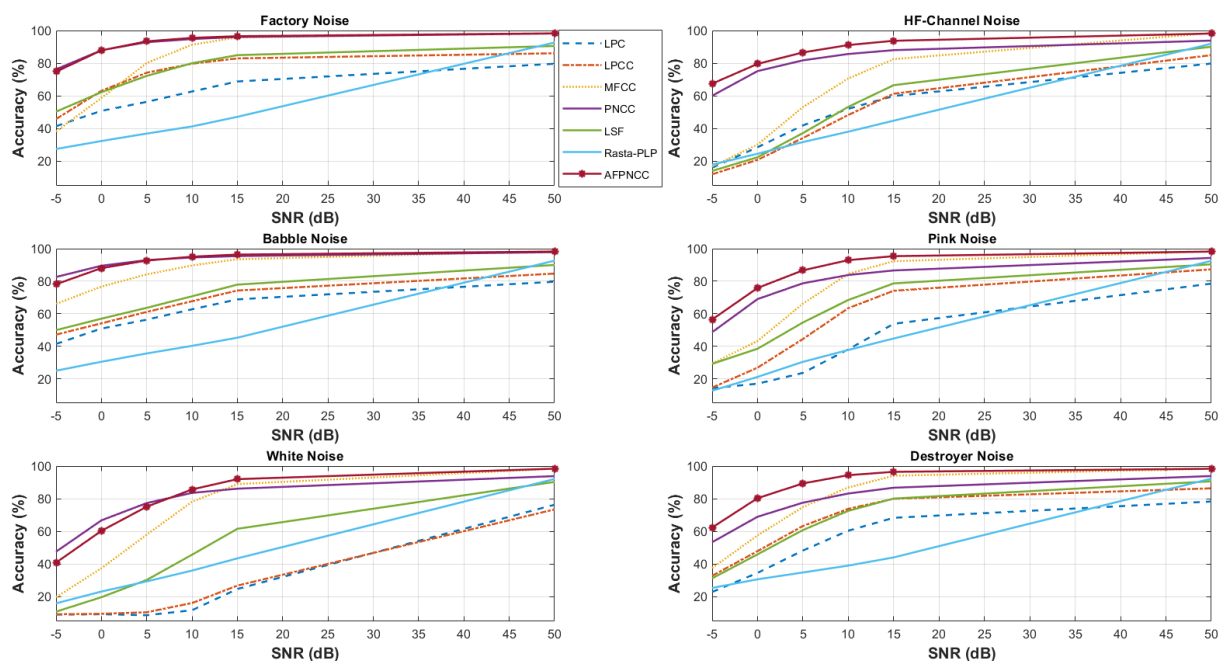 Factory Noise
Accuracy (%)
100
80
60
40
20
-5 0 5 10 15 20 25 30 35 40 45 50
SNR (dB)
LPC
LPCC
MFCC
PNCC
LSF
Rasta-PLP
AFPNCC
HF-Channel Noise
Accuracy (%)
100
80
60
40
20
-5 0 5 10 15 20 25 30 35 40 45 50
SNR (dB)
Babble Noise
Accuracy (%)
100
80
60
40
20
-5 0 5 10 15 20 25 30 35 40 45 50
SNR (dB)
Pink Noise
Accuracy (%)
100
80
60
40
20
-5 0 5 10 15 20 25 30 35 40 45 50
SNR (dB)
White Noise
Accuracy (%)
100
80
60
40
20
-5 0 5 10 15 20 25 30 35 40 45 50
SNR (dB)
Destroyer Noise
Accuracy (%)
100
80
60
40
20
-5 0 5 10 15 20 25 30 35 40 45 50
SNR (dB)